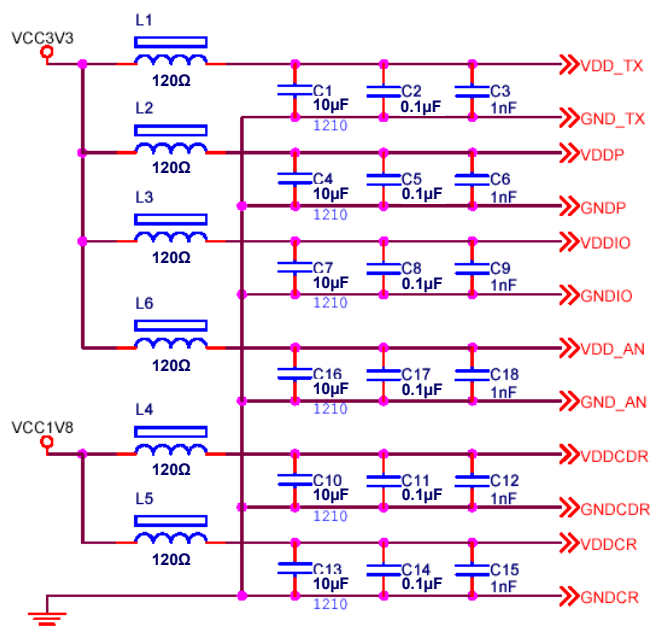 L1
VCC3V3
VDD_TX
120Ω
C1 C2 C3
10µF 0.1µF 1nF
1210
GND_TX
L2
VDDP
120Ω
C4 C5 C6
10µF 0.1µF 1nF
1210
GNDP
L3
VDDIO
120Ω
C7 C8 C9
10µF 0.1µF 1nF
1210
GNDIO
L6
VDD_AN
120Ω
C16 C17 C18
10µF 0.1µF 1nF
1210
GND_AN
L4
VCC1V8
VDDCDR
120Ω
C10 C11 C12
10µF 0.1µF 1nF
1210
GNDCDR
L5
VDDCR
120Ω
C13 C14 C15
10µF 0.1µF 1nF
1210
GNDCR